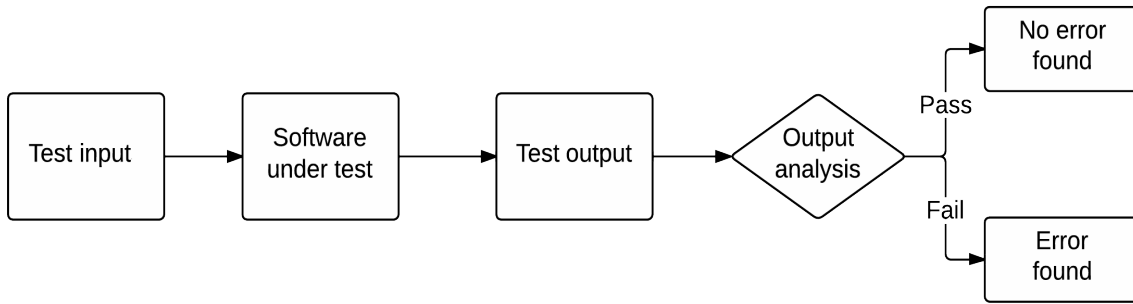 Test input
Software
under test
Test output
Output
analysis
Pass
No error
found
Fail
Error
found